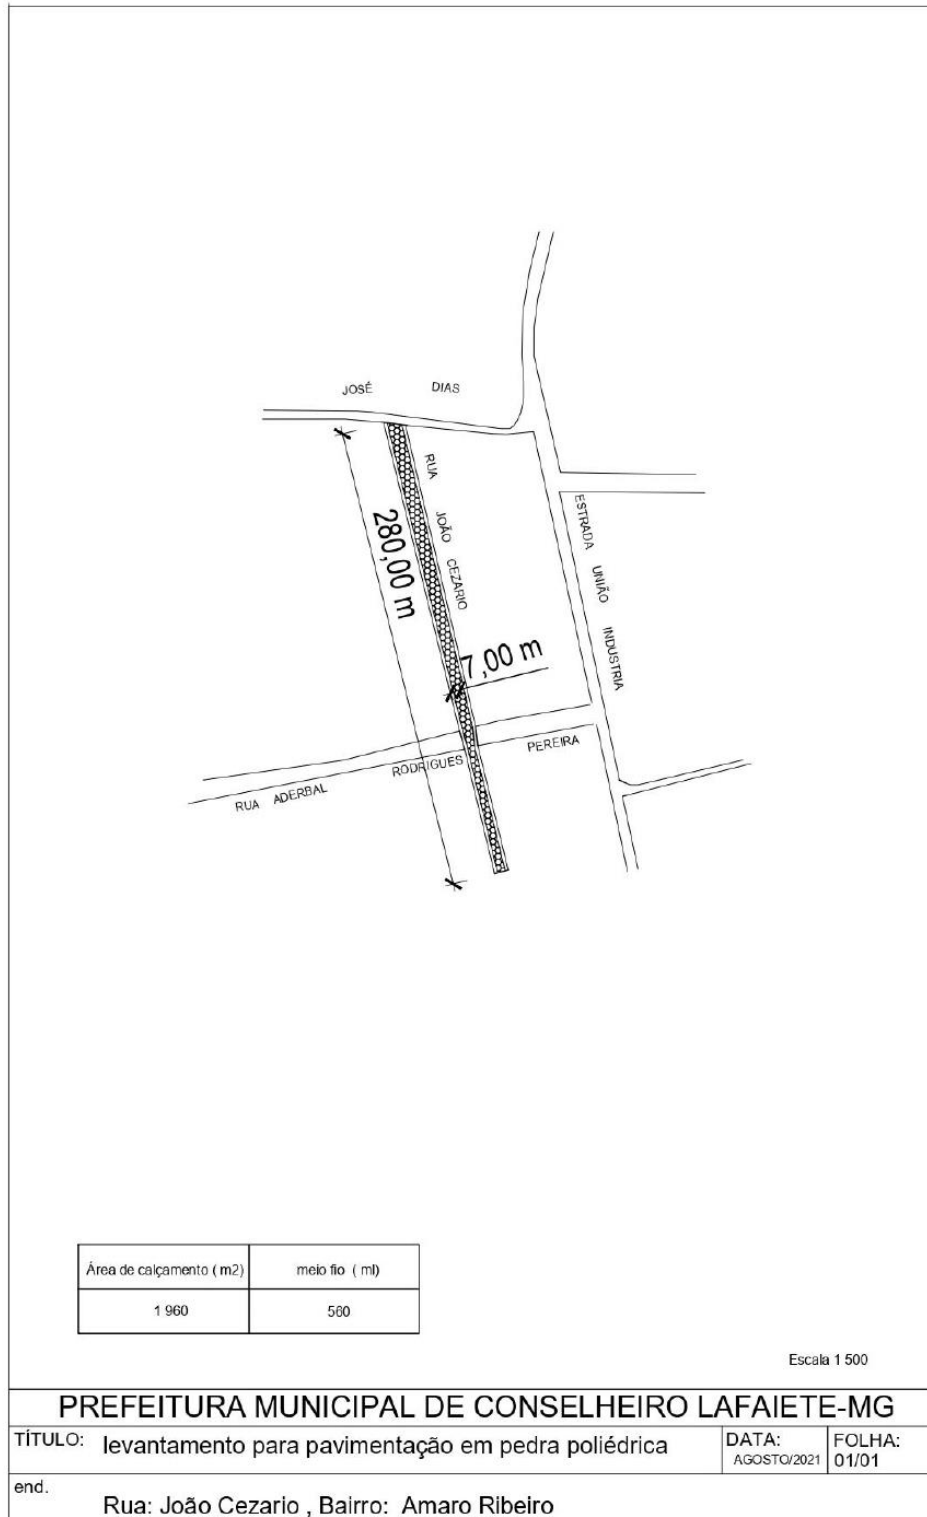 JOSÉ DIAS
RUA JOÃO CEZARIO
280,00 m
ESTRADA UNIÃO INDUSTRIA
7,00 m
RUA ADERBAL RODRIGUES PEREIRA
Área de calçamento ( m2) meio fio ( ml)
1 960 560
Escala 1 500
PREFEITURA MUNICIPAL DE CONSELHEIRO LAFAIETE-MG
TÍTULO: levantamento para pavimentação em pedra poliédrica
DATA: AGOSTO/2021
FOLHA: 01/01
end.
Rua: João Cezario , Bairro: Amaro Ribeiro